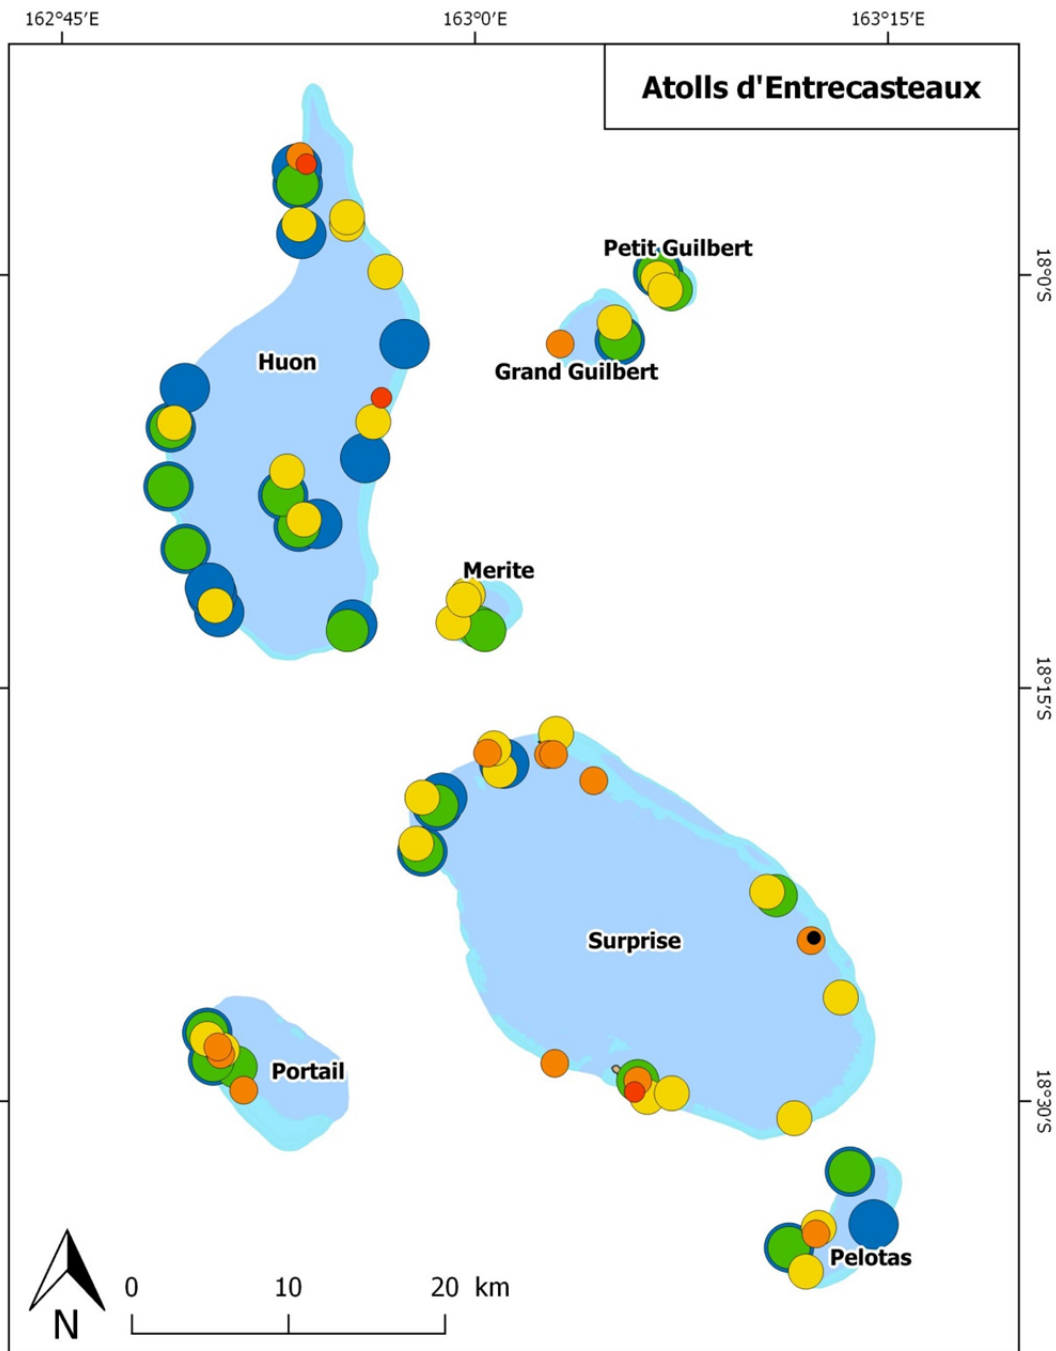 162°45′E 163°0′E 163°15′E
Atolls d'Entrecasteaux
Petit Guilbert
18°0′S
Huon
Grand Guilbert
Merite
18°15′S
Surprise
Portail
18°30′S
Pelotas
0 10 20 km
N